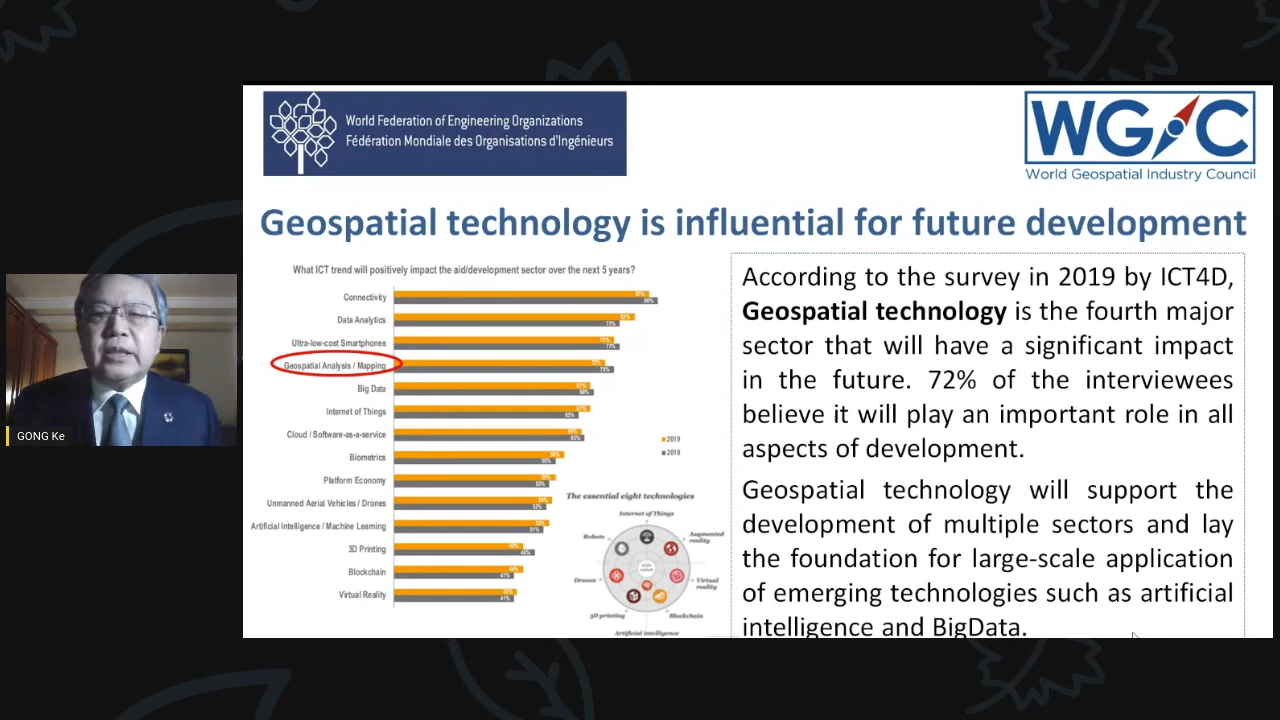 World Federation of Engineering Organizations
Fédération Mondiale des Organisations d'Ingénieurs
WGIC
World Geospatial Industry Council
Geospatial technology is influential for future development
What ICT trend will positively impact the aid/development sector over the next 5 years?
Connectivity
Data Analytics
Ultra-low-cost Smartphones
Geospatial Analysis / Mapping
Big Data
Internet of Things
Cloud / Software-as-a-service
Biometrics
Platform Economy
Unmanned Aerial Vehicles / Drones
Artificial Intelligence / Machine Learning
3D Printing
Blockchain
Virtual Reality
2019
2018
The essential eight technologies
Internet of Things
Robots
Augmented
reality
Drones
Virtual
reality
3D printing
Blockchain
Artificial intelligence
According to the survey in 2019 by ICT4D,
Geospatial technology is the fourth major
sector that will have a significant impact
in the future. 72% of the interviewees
believe it will play an important role in all
aspects of development.
Geospatial technology will support the
development of multiple sectors and lay
the foundation for large-scale application
of emerging technologies such as artificial
intelligence and BigData.
GONG Ke